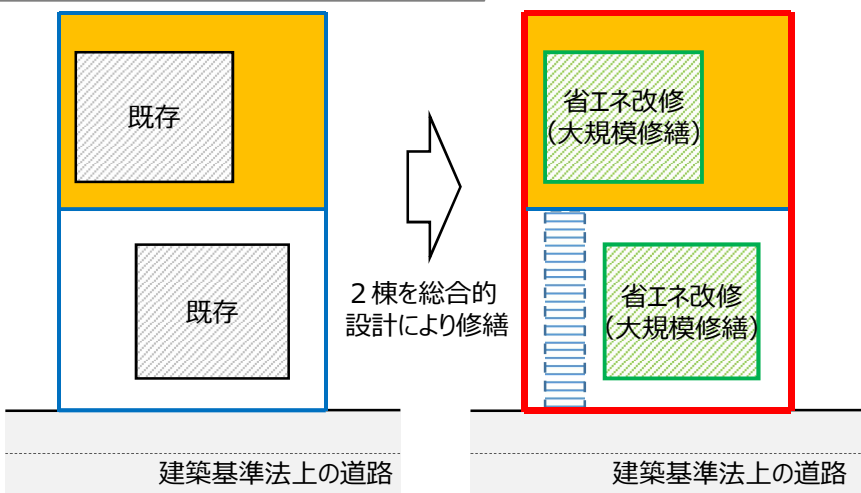 既存
既存
2棟を総合的
設計により修繕
建築基準法上の道路
省エネ改修
(大規模修繕)
省エネ改修
(大規模修繕)
建築基準法上の道路